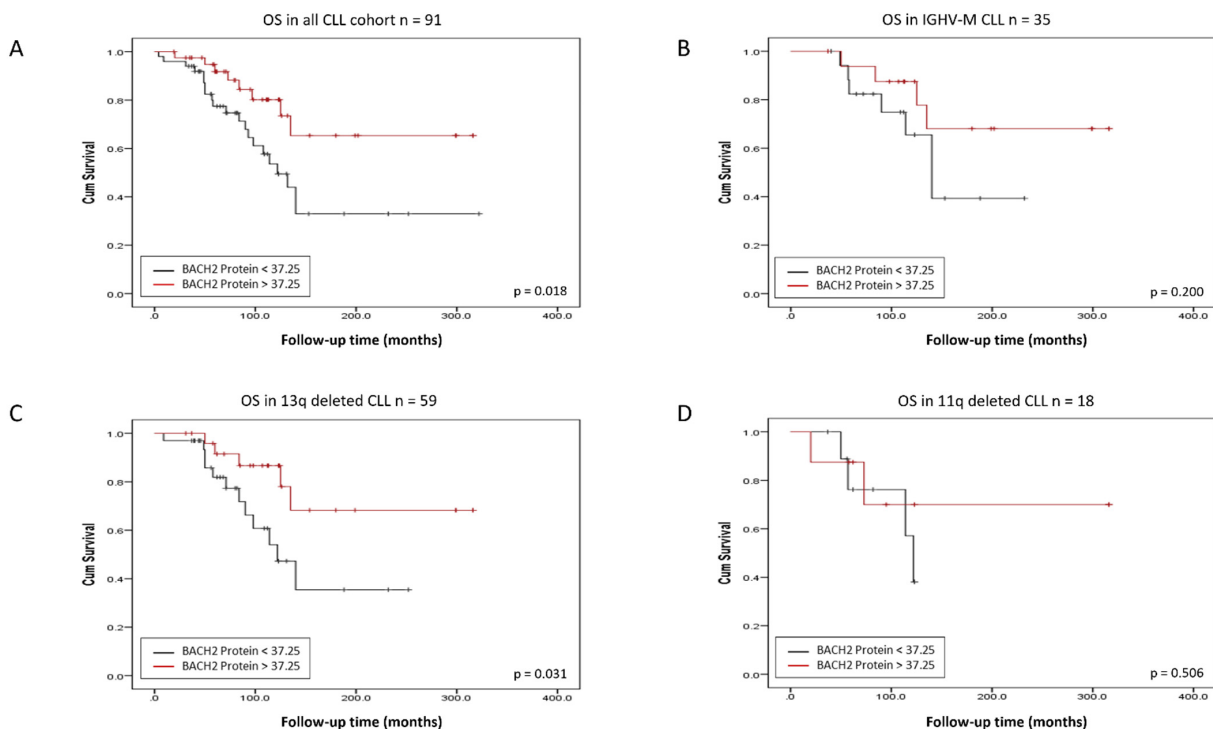 OS in all CLL cohort n = 91
A
1.0
0.8
0.6
0.4
0.2
0.0
Cum Survival
BACH2 Protein < 37.25
BACH2 Protein > 37.25
p = 0.018
.0 100.0 200.0 300.0 400.0
Follow-up time (months)
OS in IGHV-M CLL n = 35
B
1.0
0.8
0.6
0.4
0.2
0.0
Cum Survival
BACH2 Protein < 37.25
BACH2 Protein > 37.25
p = 0.200
.0 100.0 200.0 300.0 400.0
Follow-up time (months)
OS in 13q deleted CLL n = 59
C
1.0
0.8
0.6
0.4
0.2
0.0
Cum Survival
BACH2 Protein < 37.25
BACH2 Protein > 37.25
p = 0.031
.0 100.0 200.0 300.0 400.0
Follow-up time (months)
OS in 11q deleted CLL n = 18
D
1.0
0.8
0.6
0.4
0.2
0.0
Cum Survival
BACH2 Protein < 37.25
BACH2 Protein > 37.25
p = 0.506
.0 100.0 200.0 300.0 400.0
Follow-up time (months)